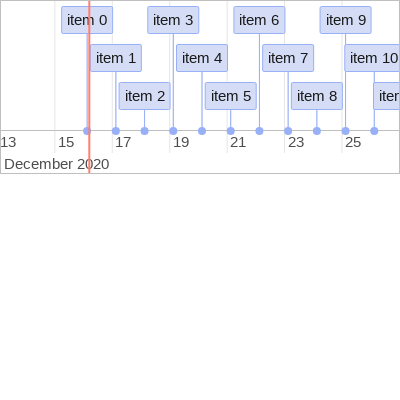 item 0 item 3 item 6 item 9
item 1 item 4 item 7 item 10
item 2 item 5 item 8
13 15 17 19 21 23 25
December 2020